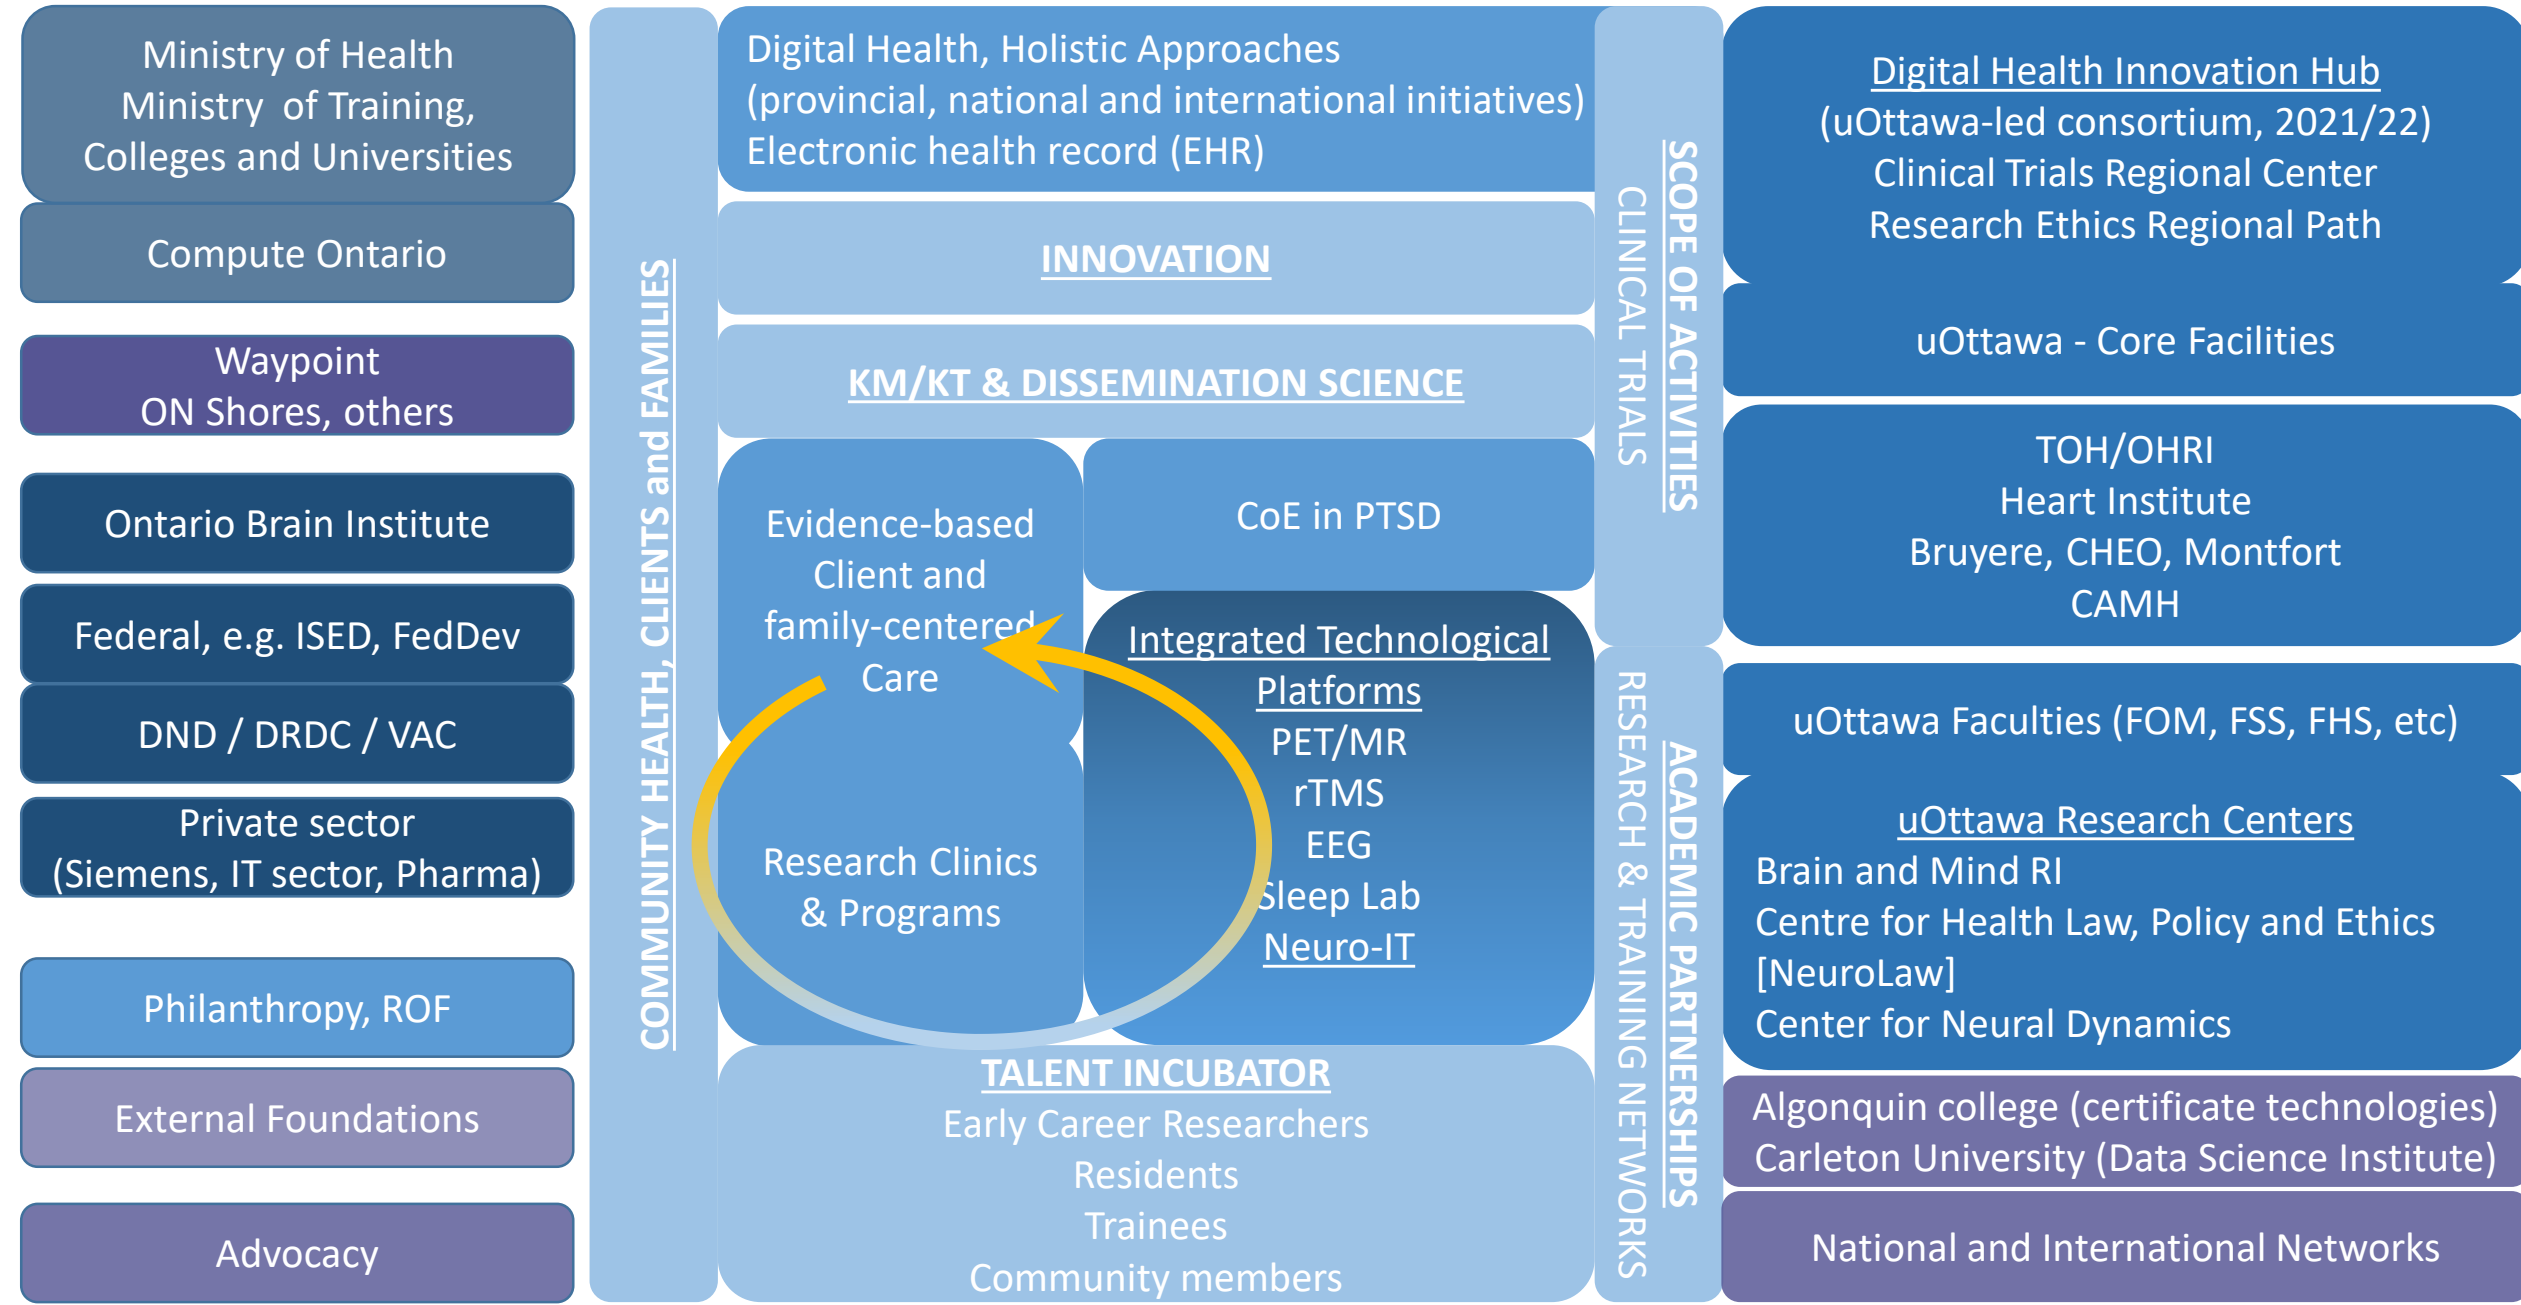 Ministry of Health
Ministry of Training,
Colleges and Universities
Compute Ontario
Waypoint
ON Shores, others
Ontario Brain Institute
Federal, e.g. ISED, FedDev
DND / DRDC / VAC
Private sector
(Siemens, IT sector, Pharma)
Philanthropy, ROF
External Foundations
Advocacy
COMMUNITY HEALTH, CLIENTS and FAMILIES
Digital Health, Holistic Approaches
(provincial, national and international initiatives)
Electronic health record (EHR)
INNOVATION
KM/KT & DISSEMINATION SCIENCE
Evidence-based
Client and
family-centered
Care
CoE in PTSD
Research Clinics
& Programs
Integrated Technological
Platforms
PET/MR
rTMS
EEG
Sleep Lab
Neuro-IT
TALENT INCUBATOR
Early Career Researchers
Residents
Trainees
Community members
SCOPE OF ACTIVITIES
CLINICAL TRIALS
ACADEMIC PARTNERSHIPS
RESEARCH & TRAINING NETWORKS
Digital Health Innovation Hub
(uOttawa-led consortium, 2021/22)
Clinical Trials Regional Center
Research Ethics Regional Path
uOttawa - Core Facilities
TOH/OHRI
Heart Institute
Bruyere, CHEO, Montfort
CAMH
uOttawa Faculties (FOM, FSS, FHS, etc)
uOttawa Research Centers
Brain and Mind RI
Centre for Health Law, Policy and Ethics
[NeuroLaw]
Center for Neural Dynamics
Algonquin college (certificate technologies)
Carleton University (Data Science Institute)
National and International Networks